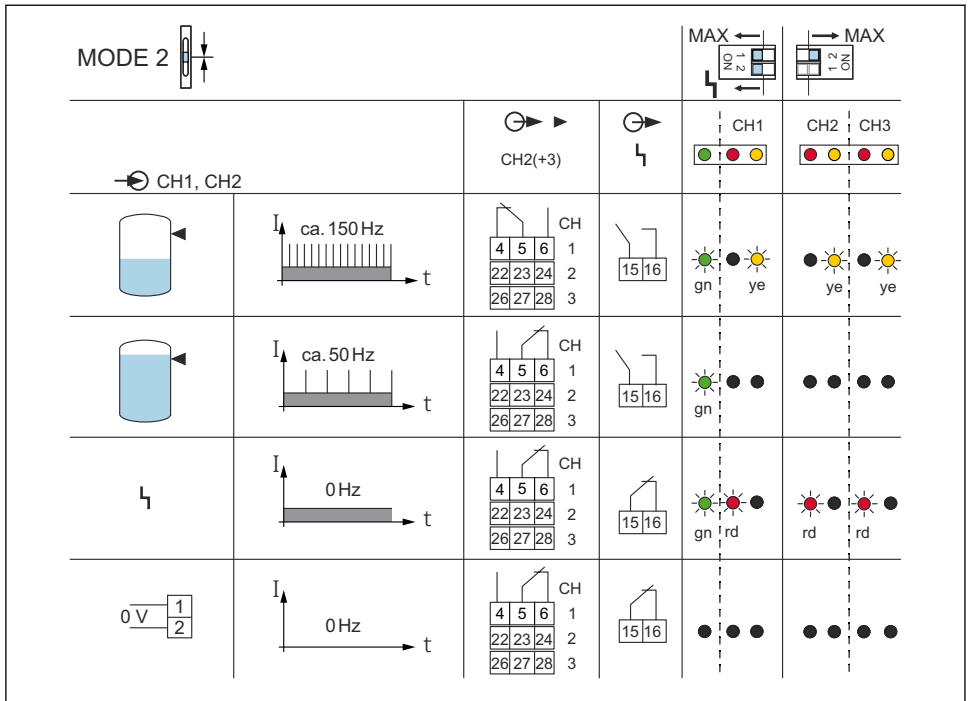 MODE 2
MAX
MAX
ON
1 2
1 2
ON
CH2(+3)
CH1
CH2
CH3
CH1, CH2
I
ca. 150 Hz
t
CH
4 5 6 1
22 23 24 2
26 27 28 3
15 16
gn
ye
ye
ye
I
ca. 50 Hz
t
CH
4 5 6 1
22 23 24 2
26 27 28 3
15 16
gn
I
0 Hz
t
CH
4 5 6 1
22 23 24 2
26 27 28 3
15 16
gn
rd
rd
rd
0 V
1
2
I
0 Hz
t
CH
4 5 6 1
22 23 24 2
26 27 28 3
15 16